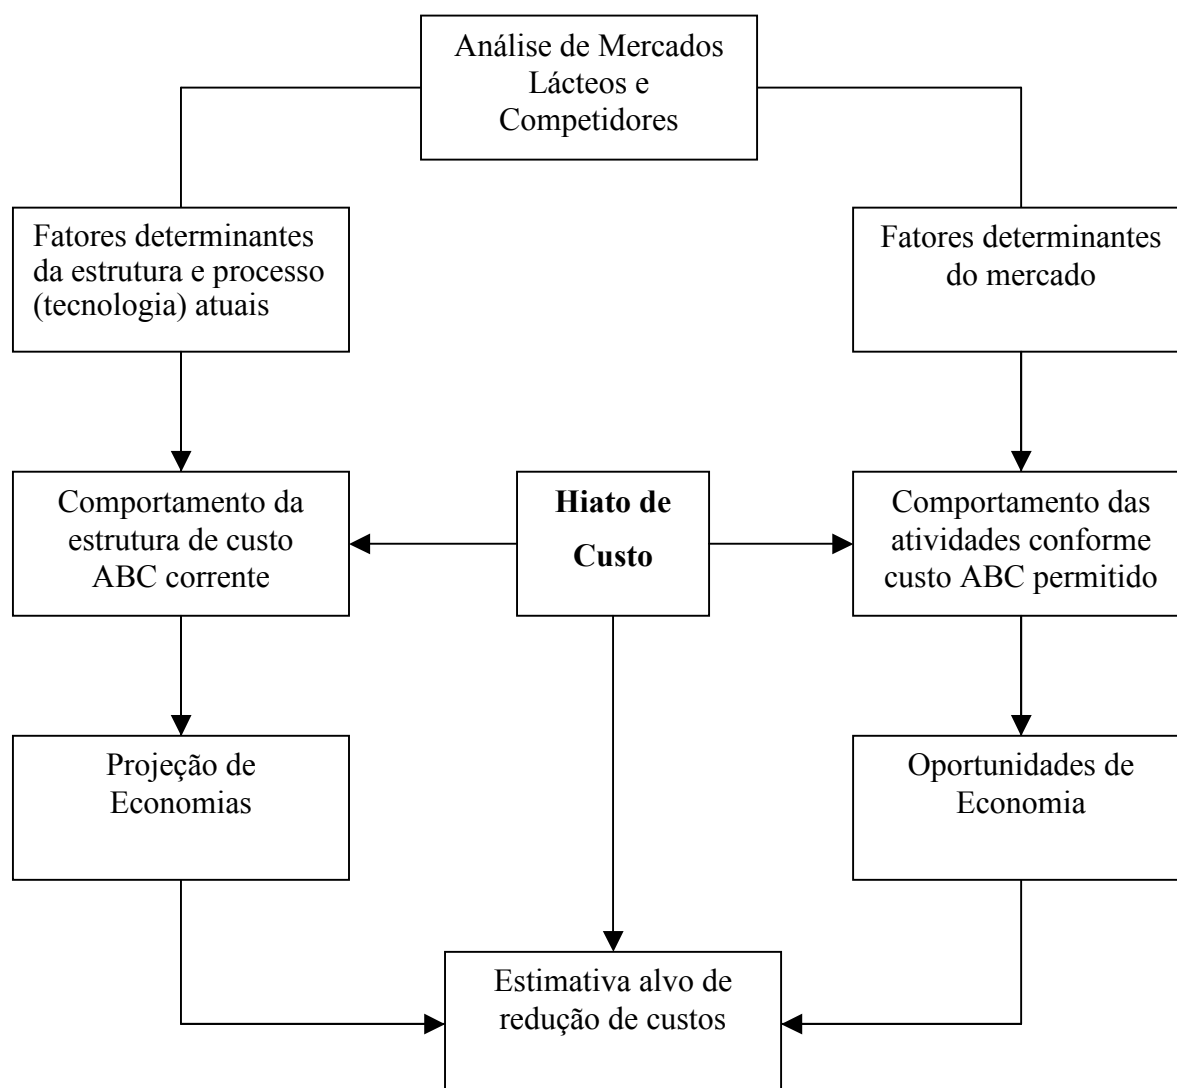 Análise de Mercados
Lácteos e
Competidores
Fatores determinantes
da estrutura e processo
(tecnologia) atuais
Fatores determinantes
do mercado
Comportamento da
estrutura de custo
ABC corrente
Hiato de
Custo
Comportamento das
atividades conforme
custo ABC permitido
Projeção de
Economias
Oportunidades de
Economia
Estimativa alvo de
redução de custos